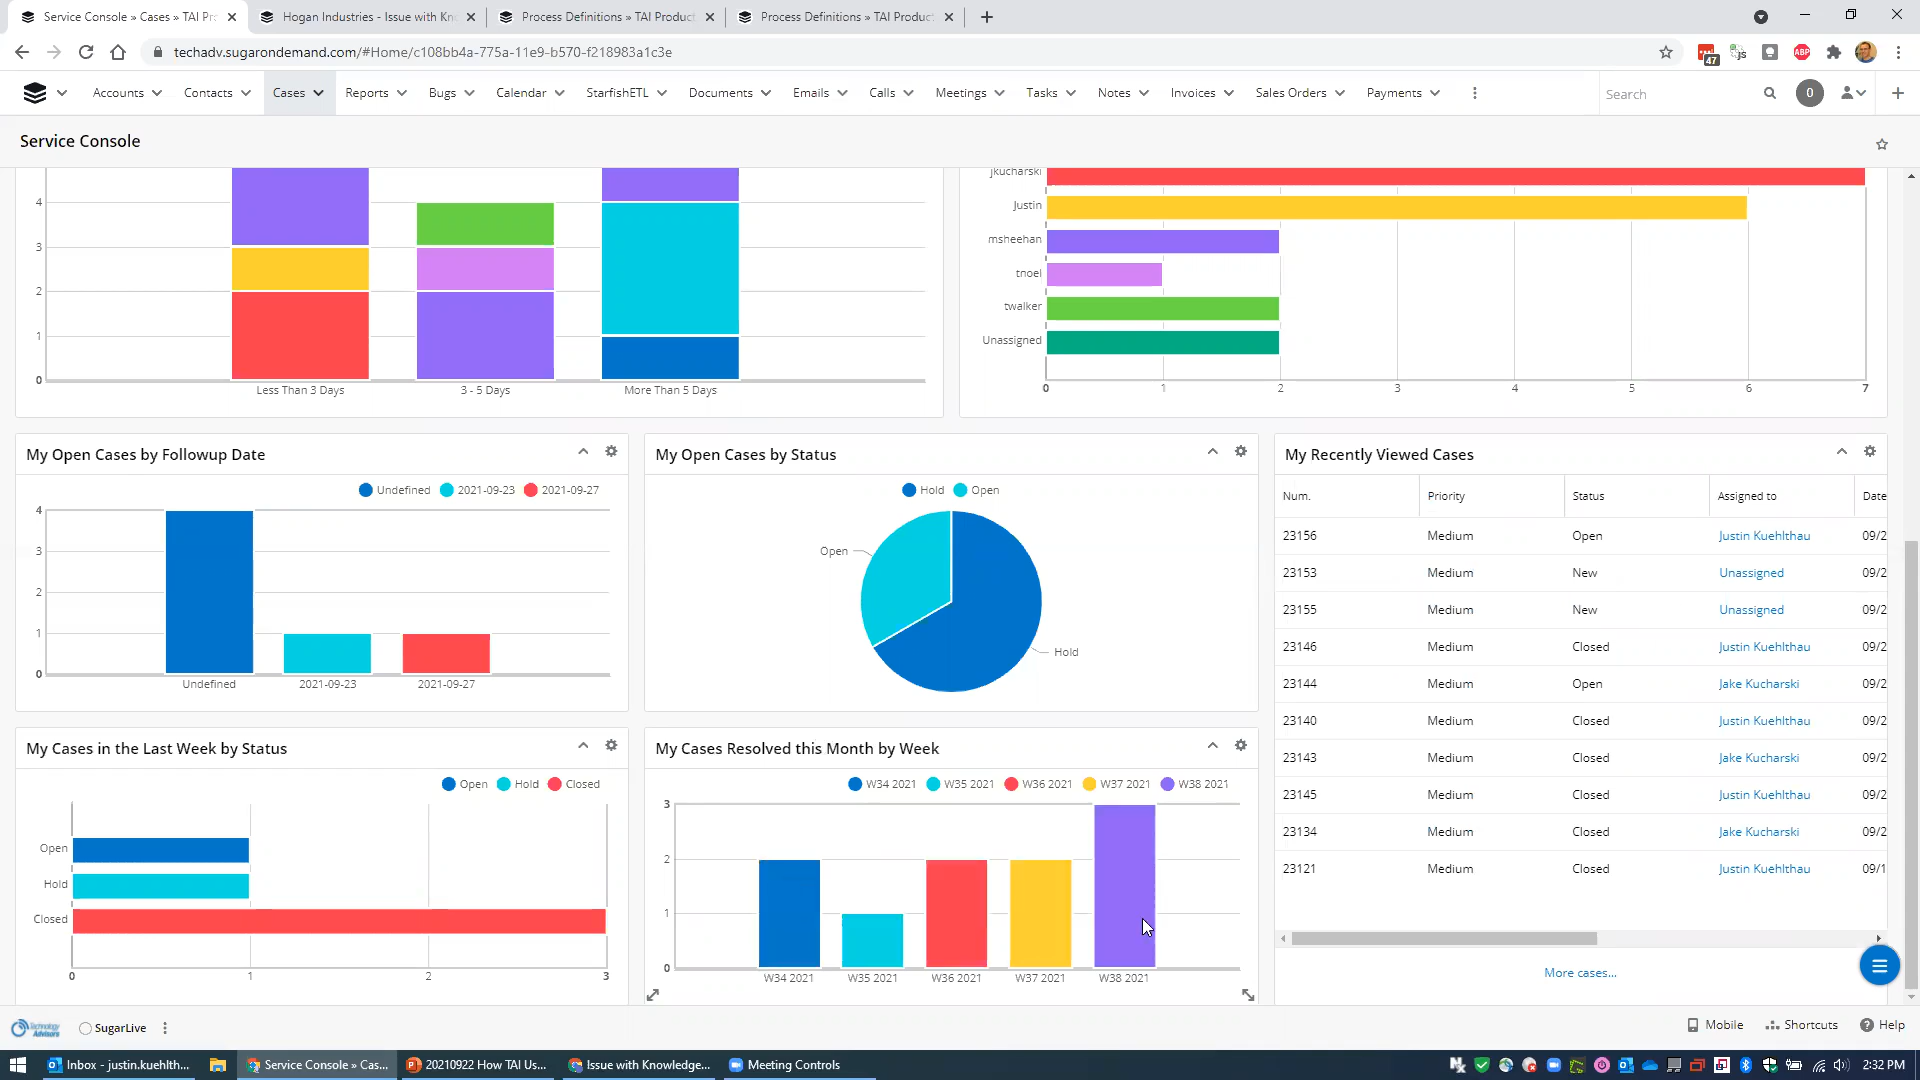 Service Console » Cases » TAI Pr
Hogan Industries - Issue with Kn
Process Definitions » TAI Product
Process Definitions » TAI Product
techadv.sugarondemand.com/#Home/c108bb4a-775a-11e9-b570-f218983a1c3e
47
JS
ABP
Accounts
Contacts
Cases
Reports
Bugs
Calendar
StarfishETL
Documents
Emails
Calls
Meetings
Tasks
Notes
Invoices
Sales Orders
Payments
Search
0
Service Console
4
3
2
1
0
Less Than 3 Days
3 - 5 Days
More Than 5 Days
jkucharski
Justin
msheehan
tnoel
twalker
Unassigned
0 1 2 3 4 5 6 7
My Open Cases by Followup Date
Undefined 2021-09-23 2021-09-27
4
3
2
1
0
Undefined 2021-09-23 2021-09-27
My Open Cases by Status
Hold Open
Open
Hold
My Recently Viewed Cases
Num. Priority Status Assigned to Date
23156 Medium Open Justin Kuehlthau 09/2
23153 Medium New Unassigned 09/2
23155 Medium New Unassigned 09/2
23146 Medium Closed Justin Kuehlthau 09/2
23144 Medium Open Jake Kucharski 09/2
23140 Medium Closed Justin Kuehlthau 09/2
23143 Medium Closed Jake Kucharski 09/2
23145 Medium Closed Justin Kuehlthau 09/2
23134 Medium Closed Jake Kucharski 09/2
23121 Medium Closed Justin Kuehlthau 09/1
More cases...
My Cases in the Last Week by Status
Open Hold Closed
Open
Hold
Closed
0 1 2 3
My Cases Resolved this Month by Week
W34 2021 W35 2021 W36 2021 W37 2021 W38 2021
3
2
1
0
W34 2021 W35 2021 W36 2021 W37 2021 W38 2021
Technology
Advisors
SugarLive
Mobile
Shortcuts
Help
Inbox - justin.kuehlth...
Service Console » Cas...
20210922 How TAI Us...
Issue with Knowledge...
Meeting Controls
2:32 PM